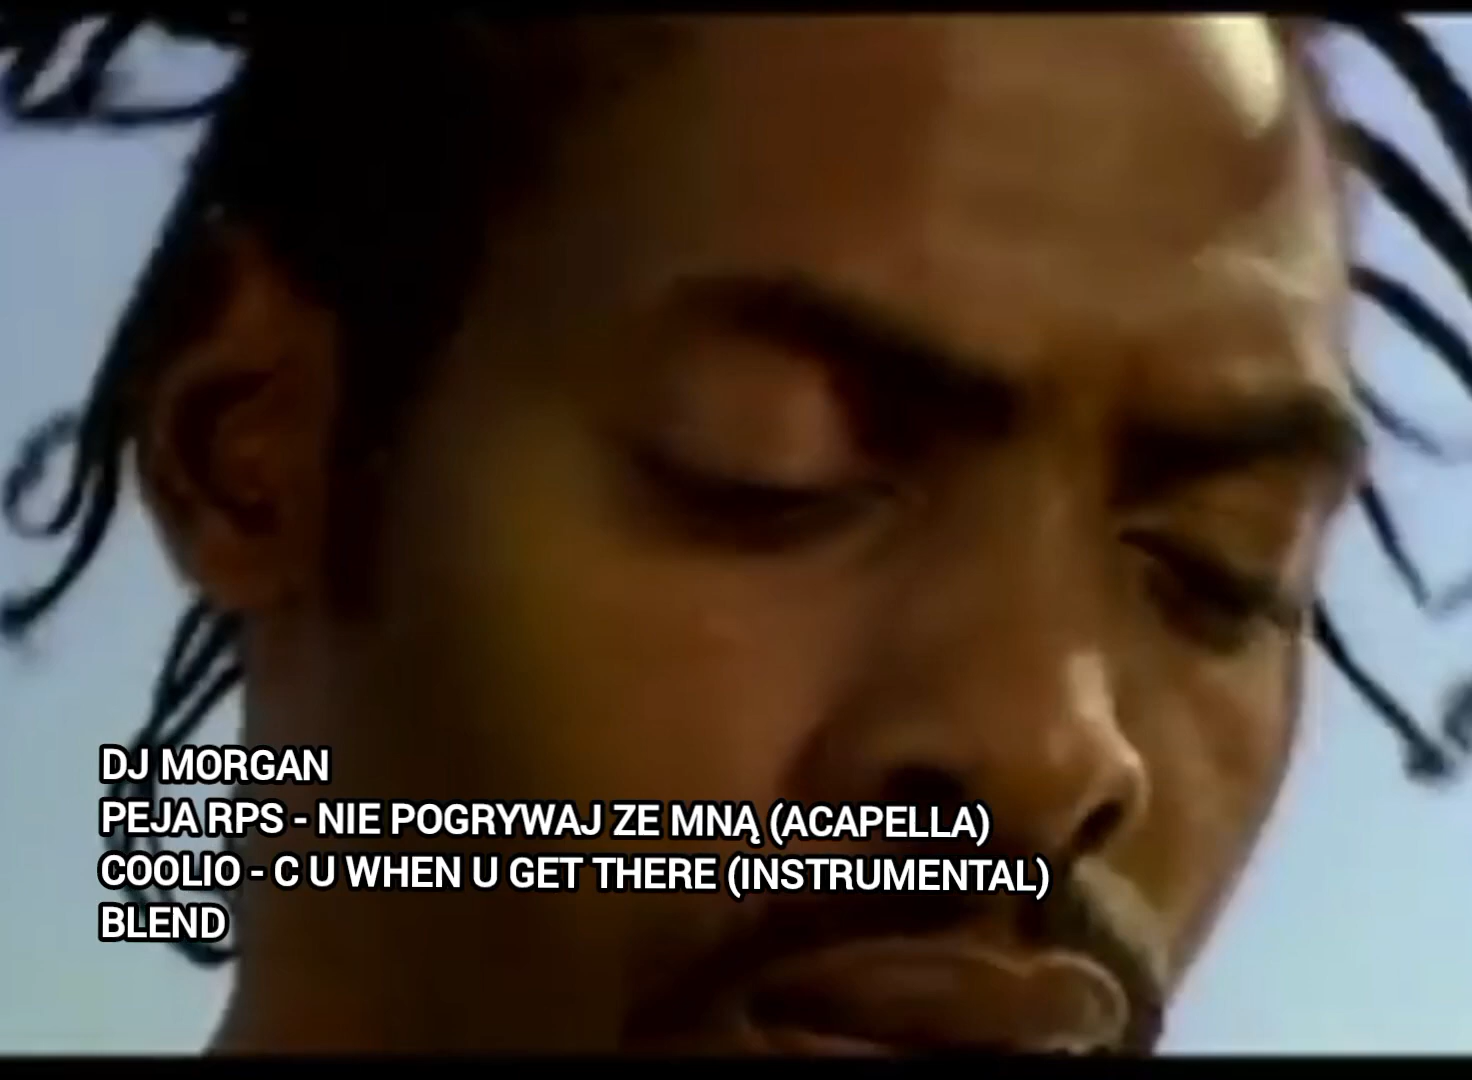 DJ MORGAN
PEJA RPS - NIE POGRYWAJ ZE MNĄ (ACAPELLA)
COOLIO - C U WHEN U GET THERE (INSTRUMENTAL)
BLEND